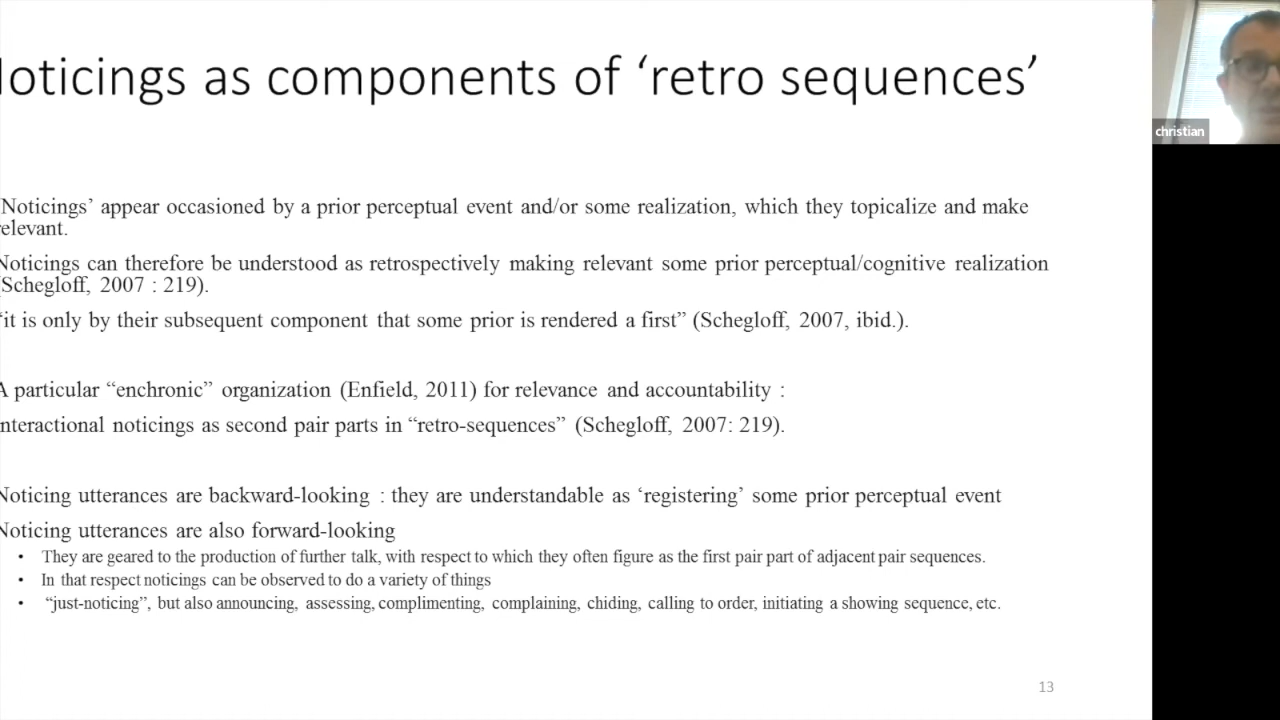 oticings as components of ‘retro sequences’
christian
‘Noticings’ appear occasioned by a prior perceptual event and/or some realization, which they topicalize and make
relevant.
Noticings can therefore be understood as retrospectively making relevant some prior perceptual/cognitive realization
(Schegloff, 2007 : 219).
“it is only by their subsequent component that some prior is rendered a first” (Schegloff, 2007, ibid.).
A particular “enchronic” organization (Enfield, 2011) for relevance and accountability :
nteractional noticings as second pair parts in “retro-sequences” (Schegloff, 2007: 219).
Noticing utterances are backward-looking : they are understandable as ‘registering’ some prior perceptual event
Noticing utterances are also forward-looking
• They are geared to the production of further talk, with respect to which they often figure as the first pair part of adjacent pair sequences.
• In that respect noticings can be observed to do a variety of things
• “just-noticing”, but also announcing, assessing, complimenting, complaining, chiding, calling to order, initiating a showing sequence, etc.
13